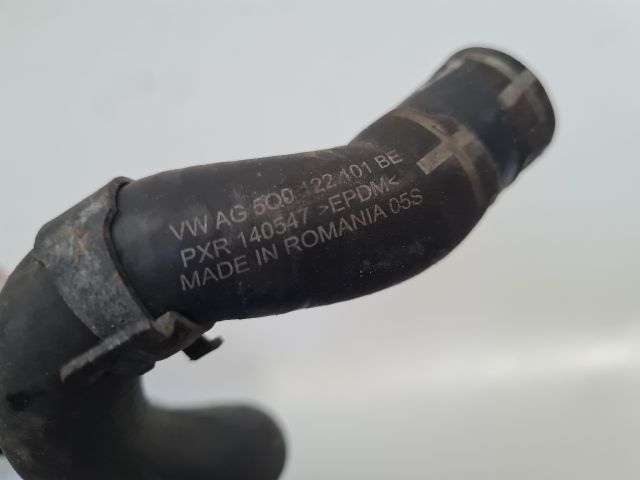 VW AG 5Q0.122.101 BE
PXR 140547 >EPDM<
MADE IN ROMANIA 05S